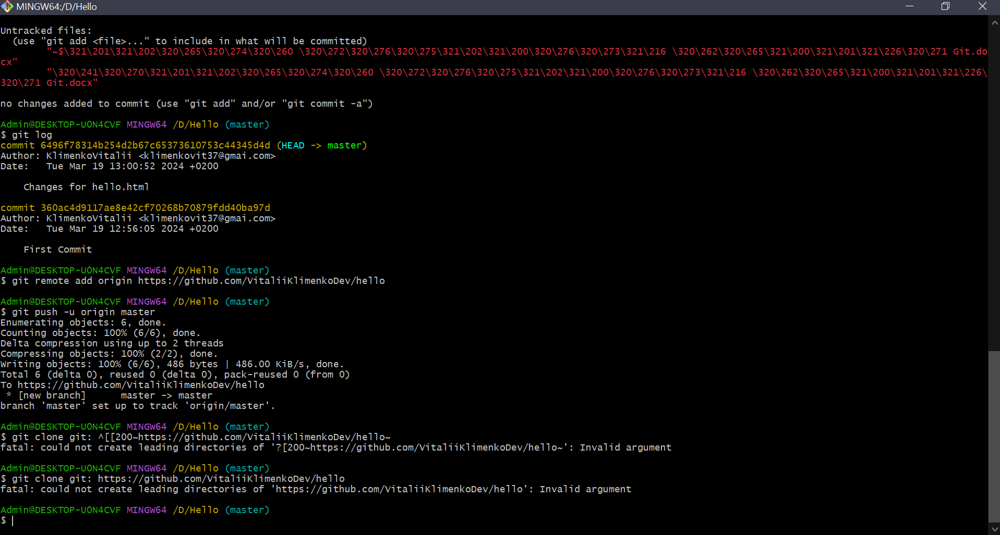 MINGW64:/D/Hello
Untracked files:
  (use "git add <file>..." to include in what will be committed)
        "~$\321\201\321\202\320\265\320\274\320\260 \320\272\320\276\320\275\321\202\321\200\320\276\320\273\321\216 \320\262\320\265\321\200\321\201\321\226\320\271 Git.do
cx"
        "\320\241\320\270\321\201\321\202\320\265\320\274\320\260 \320\272\320\276\320\275\321\202\321\200\320\276\320\273\321\216 \320\262\320\265\321\200\321\201\321\226\
320\271 Git.docx"
no changes added to commit (use "git add" and/or "git commit -a")
Admin@DESKTOP-U0N4CVF MINGW64 /D/Hello (master)
$ git log
commit 6496f78314b254d2b67c65373610753c44345d4d (HEAD -> master)
Author: KlimenkoVitalii <klimenkovit37@gmai.com>
Date:   Tue Mar 19 13:00:52 2024 +0200
    Changes for hello.html
commit 360ac4d9117ae8e42cf70268b70879fdd40ba97d
Author: KlimenkoVitalii <klimenkovit37@gmai.com>
Date:   Tue Mar 19 12:56:05 2024 +0200
    First Commit
Admin@DESKTOP-U0N4CVF MINGW64 /D/Hello (master)
$ git remote add origin https://github.com/VitaliiKlimenkoDev/hello
Admin@DESKTOP-U0N4CVF MINGW64 /D/Hello (master)
$ git push -u origin master
Enumerating objects: 6, done.
Counting objects: 100% (6/6), done.
Delta compression using up to 2 threads
Compressing objects: 100% (2/2), done.
Writing objects: 100% (6/6), 486 bytes | 486.00 KiB/s, done.
Total 6 (delta 0), reused 0 (delta 0), pack-reused 0 (from 0)
To https://github.com/VitaliiKlimenkoDev/hello
 * [new branch]      master -> master
branch 'master' set up to track 'origin/master'.
Admin@DESKTOP-U0N4CVF MINGW64 /D/Hello (master)
$ git clone git: ^[[200~https://github.com/VitaliiKlimenkoDev/hello~
fatal: could not create leading directories of '?[200~https://github.com/VitaliiKlimenkoDev/hello~': Invalid argument
Admin@DESKTOP-U0N4CVF MINGW64 /D/Hello (master)
$ git clone git: https://github.com/VitaliiKlimenkoDev/hello
fatal: could not create leading directories of 'https://github.com/VitaliiKlimenkoDev/hello': Invalid argument
Admin@DESKTOP-U0N4CVF MINGW64 /D/Hello (master)
$